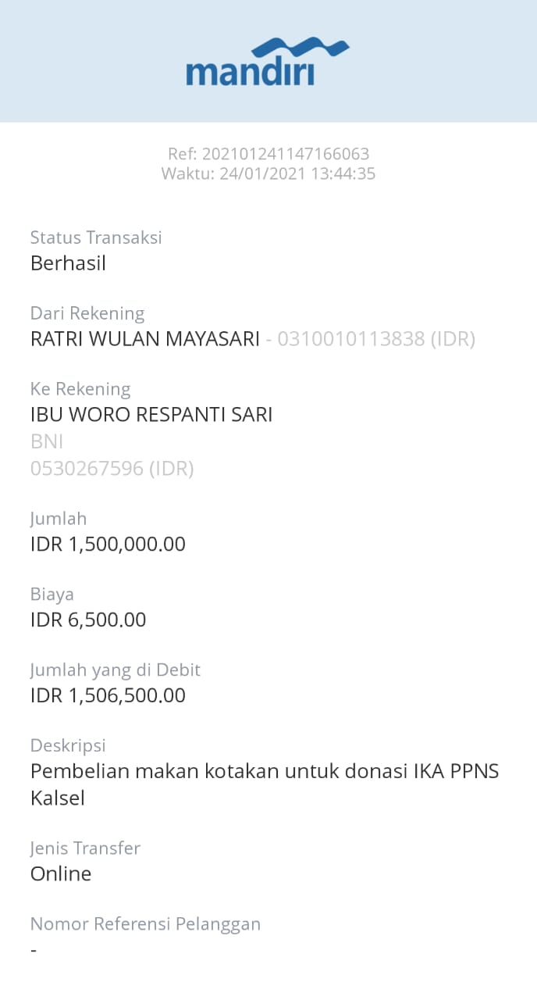 mandiri
Ref: 202101241147166063
Waktu: 24/01/2021 13:44:35
Status Transaksi
Berhasil
Dari Rekening
RATRI WULAN MAYASARI - 0310010113838 (IDR)
Ke Rekening
IBU WORO RESPANTI SARI
BNI
0530267596 (IDR)
Jumlah
IDR 1,500,000.00
Biaya
IDR 6,500.00
Jumlah yang di Debit
IDR 1,506,500.00
Deskripsi
Pembelian makan kotakan untuk donasi IKA PPNS
Kalsel
Jenis Transfer
Online
Nomor Referensi Pelanggan
-